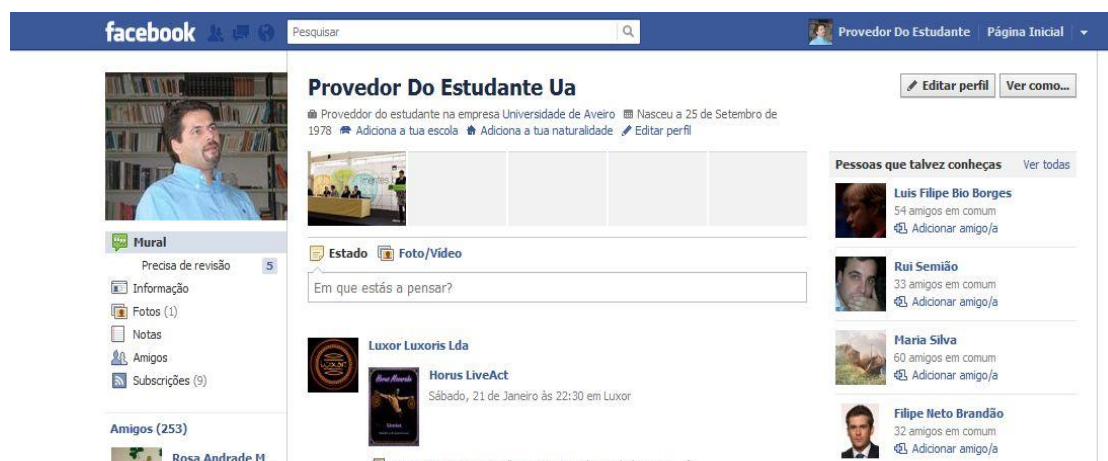 facebook
Pesquisar
Provedor Do Estudante
Página Inicial
Provedor Do Estudante Ua
Editar perfil
Ver como...
Proveddor do estudante na empresa Universidade de Aveiro Nasceu a 25 de Setembro de
1978 Adiciona a tua escola Adiciona a tua naturalidade Editar perfil
Mural
Precisa de revisão 5
Informação
Fotos (1)
Notas
Amigos
Subscrições (9)
Amigos (253)
Rosa Andrade M
Estado Foto/Vídeo
Em que estás a pensar?
Luxor Luxoris Lda
LUXOR
Horus LiveAct
Sábado, 21 de Janeiro às 22:30 em Luxor
Pessoas que talvez conheças Ver todas
Luis Filipe Bio Borges
54 amigos em comum
Adicionar amigo/a
Rui Semião
33 amigos em comum
Adicionar amigo/a
Maria Silva
60 amigos em comum
Adicionar amigo/a
Filipe Neto Brandão
32 amigos em comum
Adicionar amigo/a